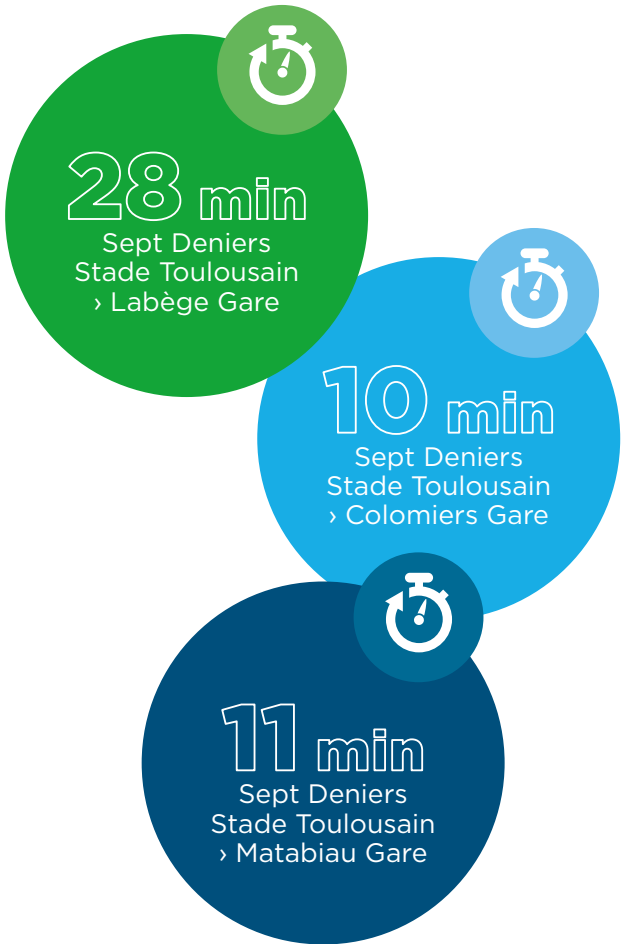 28 min
Sept Deniers
Stade Toulousain
› Labège Gare
10 min
Sept Deniers
Stade Toulousain
› Colomiers Gare
11 min
Sept Deniers
Stade Toulousain
› Matabiau Gare